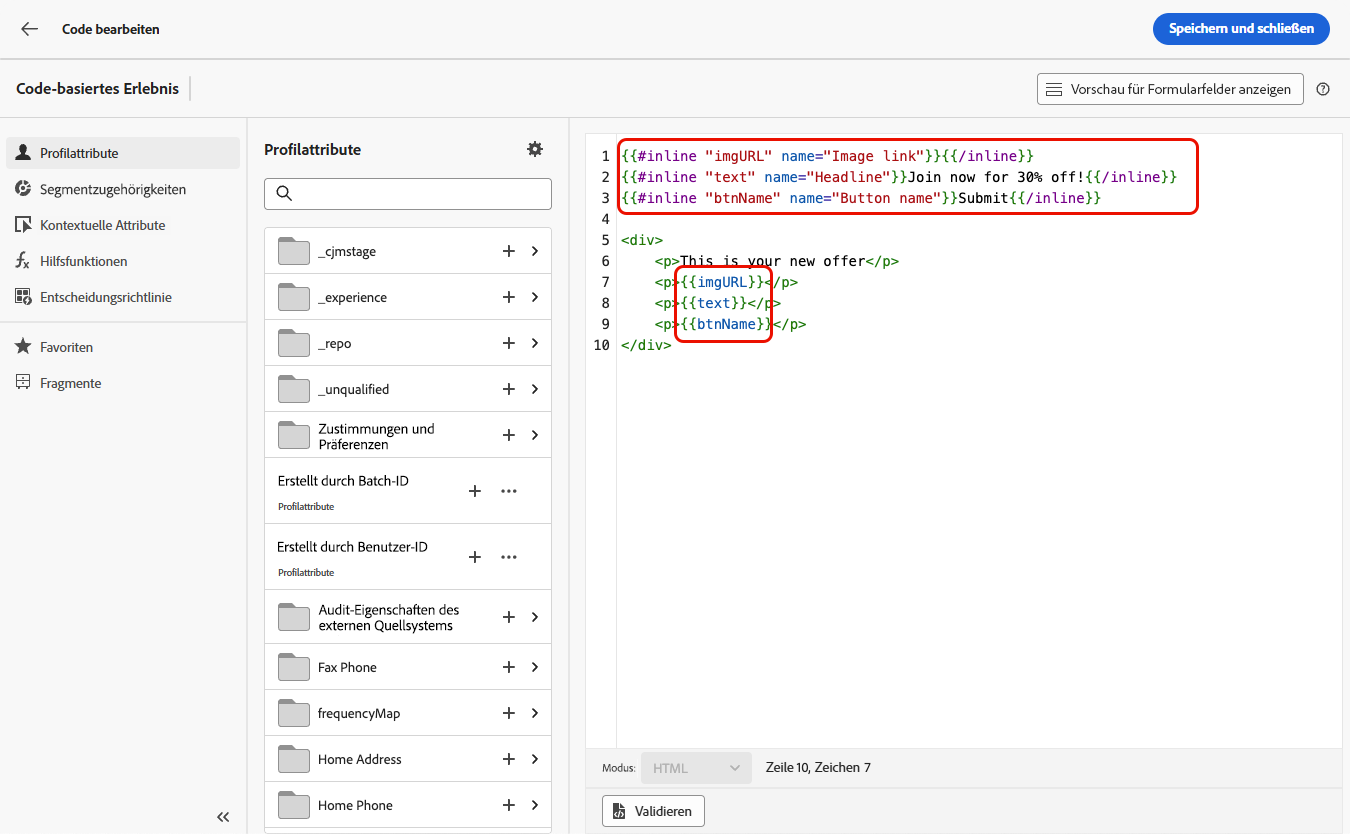 Code bearbeiten
Speichern und schließen
Code-basiertes Erlebnis
Vorschau für Formularfelder anzeigen
Profilattribute
Segmentzugehörigkeiten
Kontextuelle Attribute
Hilfsfunktionen
Entscheidungsrichtlinie
Favoriten
Fragmente
Profilattribute
_cjmstage
_experience
_repo
_unqualified
Zustimmungen und
Präferenzen
Erstellt durch Batch-ID
Profilattribute
Erstellt durch Benutzer-ID
Profilattribute
Audit-Eigenschaften des
externen Quellsystems
Fax Phone
frequencyMap
Home Address
Home Phone
1 {{#inline "imgURL" name="Image link"}}{{/inline}}
2 {{#inline "text" name="Headline"}}Join now for 30% off!{{/inline}}
3 {{#inline "btnName" name="Button name"}}Submit{{/inline}}
4
5 <div>
6 <p>This is your new offer</p>
7 <p>{{imgURL}}</p>
8 <p>{{text}}</p>
9 <p>{{btnName}}</p>
10 </div>
Modus: HTML Zeile 10, Zeichen 7
Validieren